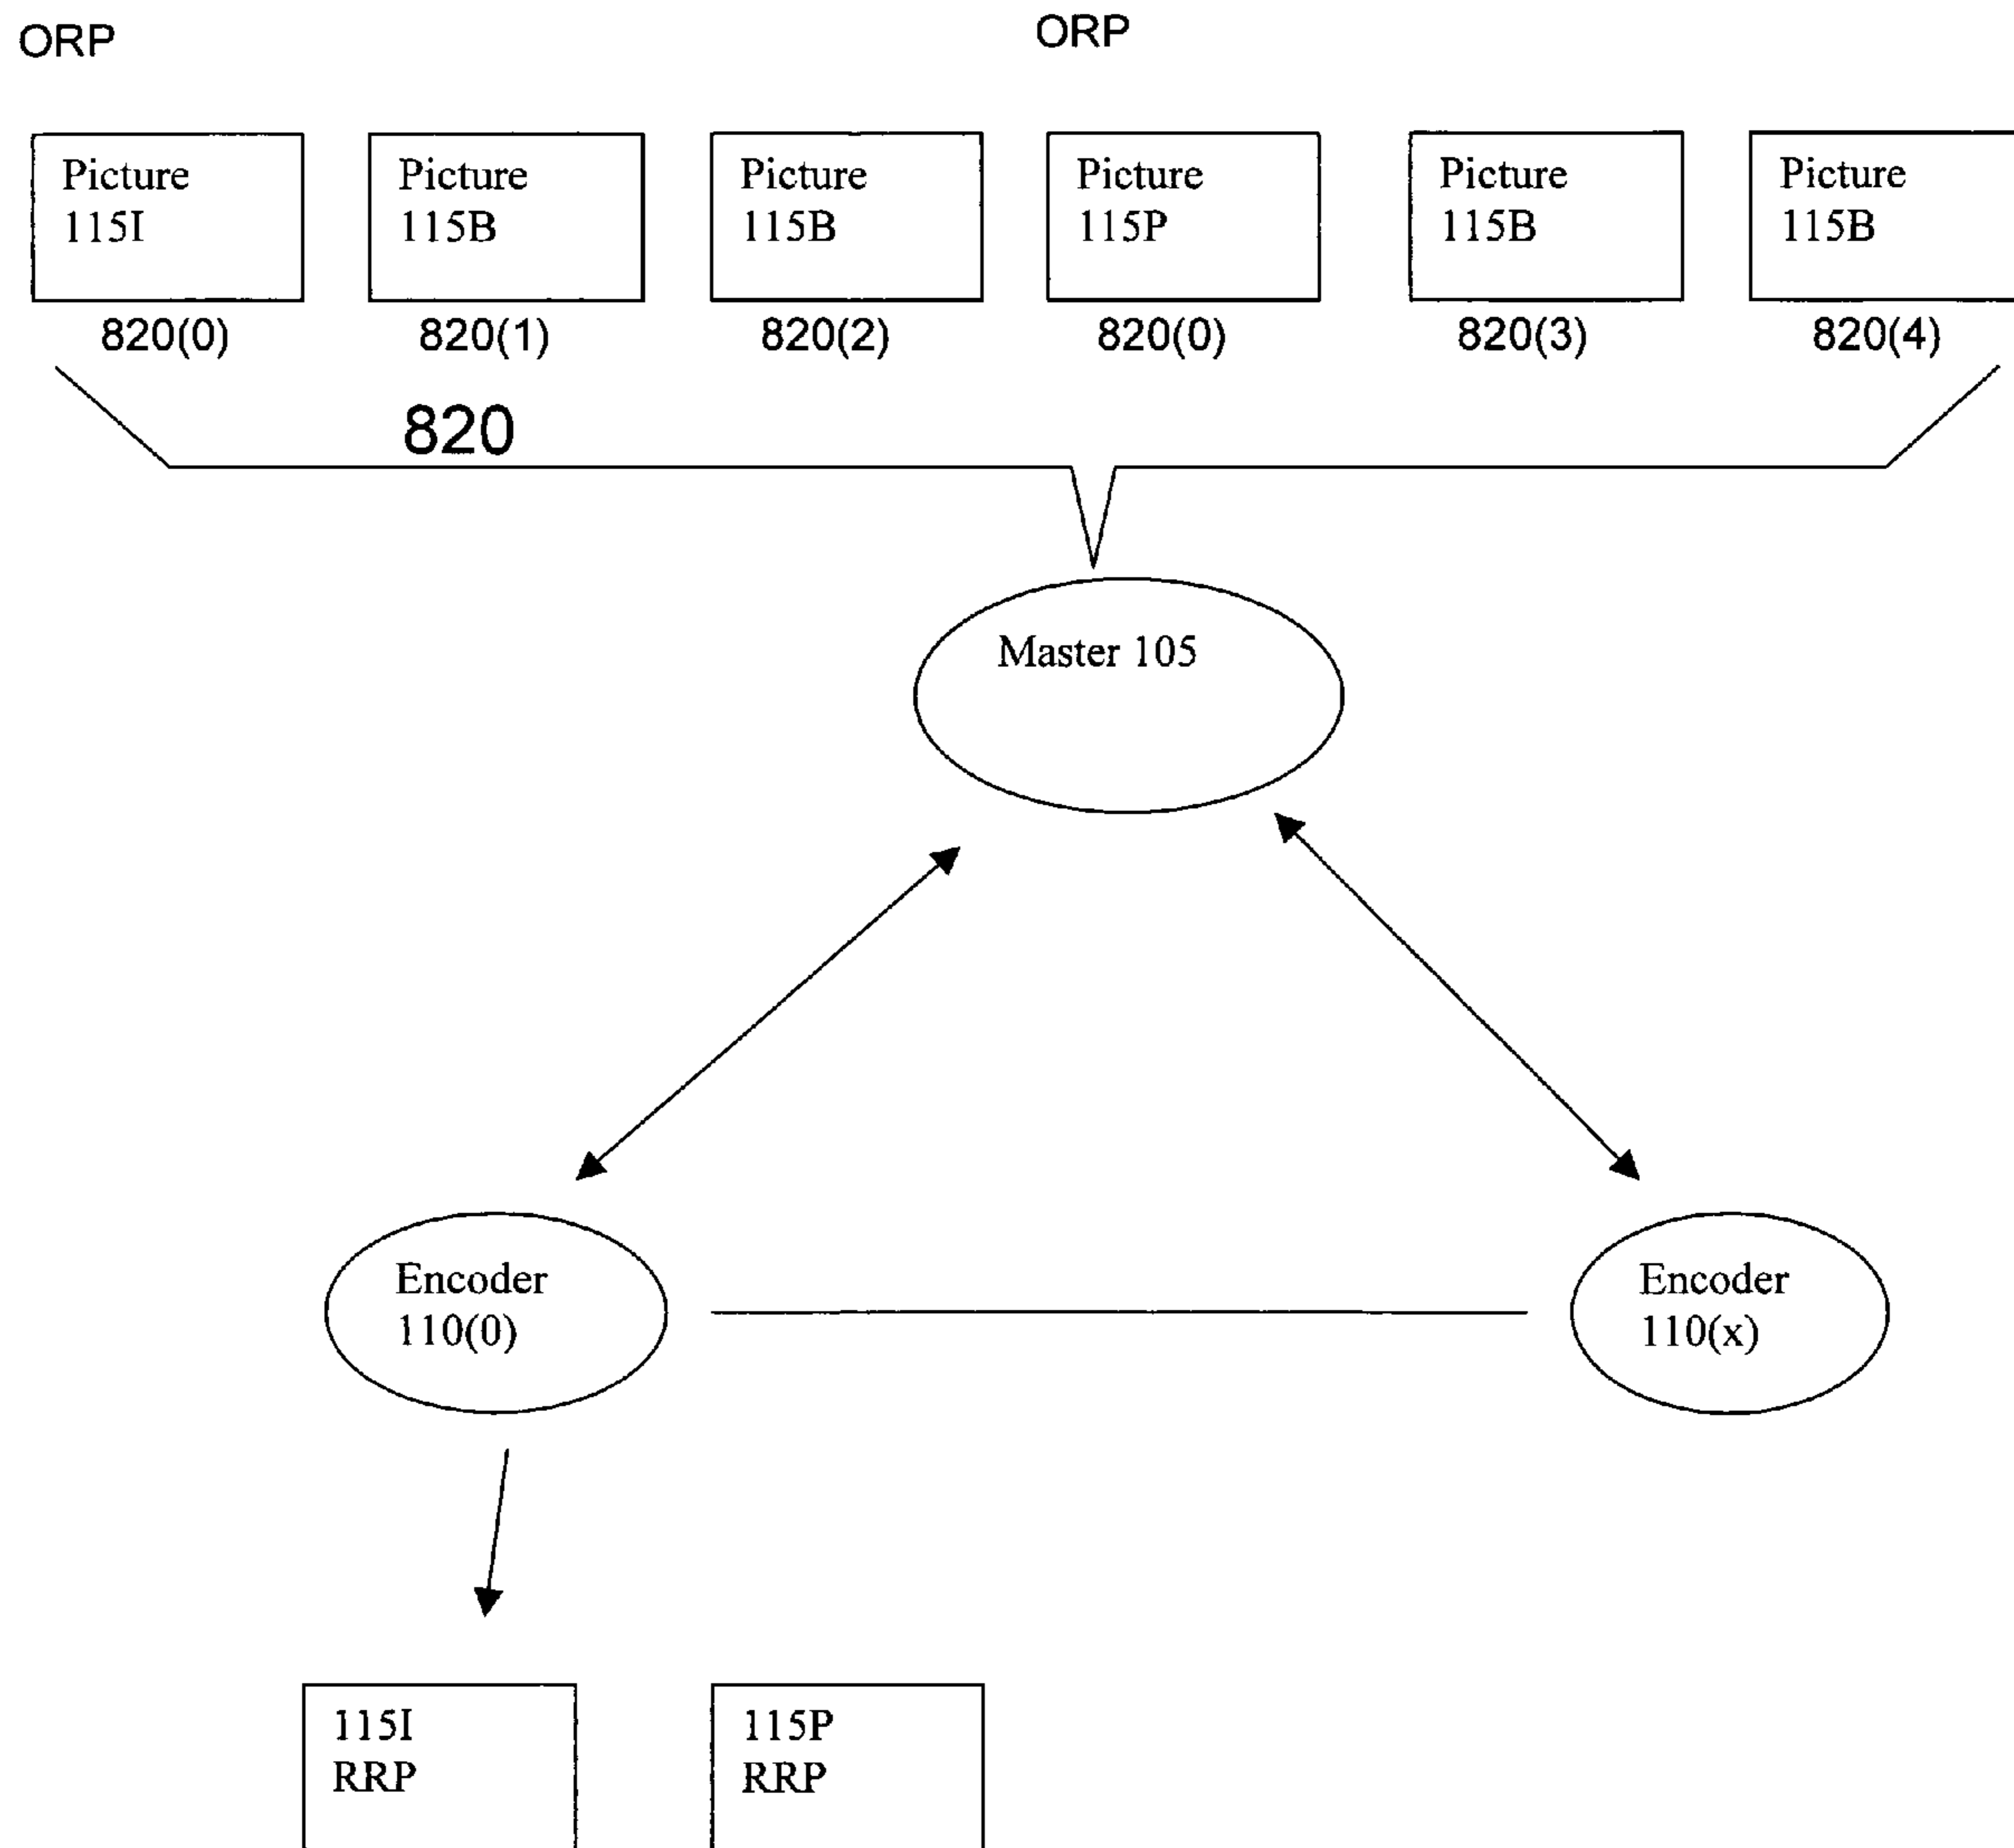 ORP
ORP
Picture
115I
Picture
115B
Picture
115B
Picture
115P
Picture
115B
Picture
115B
820(0)
820(1)
820(2)
820(0)
820(3)
820(4)
820
Master 105
Encoder
110(0)
Encoder
110(x)
115I
RRP
115P
RRP